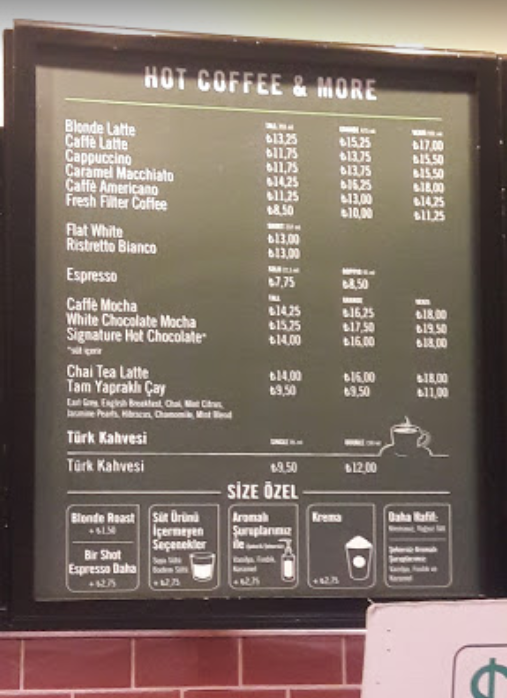 HOT COFFEE & MORE
TALL GRANDE VENTI
Blonde Latte ₺13,25 ₺15,25 ₺17,00
Caffè Latte ₺11,75 ₺13,75 ₺15,50
Cappuccino ₺11,75 ₺13,75 ₺15,50
Caramel Macchiato ₺14,25 ₺16,25 ₺18,00
Caffè Americano ₺11,25 ₺13,00 ₺14,25
Fresh Filter Coffee ₺8,50 ₺10,00 ₺11,25
SHORT
Flat White ₺13,00
Ristretto Bianco ₺13,00
SOLO DOPPIO
Espresso ₺7,75 ₺8,50
TALL GRANDE VENTI
Caffè Mocha ₺14,25 ₺16,25 ₺18,00
White Chocolate Mocha ₺15,25 ₺17,50 ₺19,50
Signature Hot Chocolate* ₺14,00 ₺16,00 ₺18,00
*süt içerir
Chai Tea Latte ₺14,00 ₺16,00 ₺18,00
Tam Yapraklı Çay ₺9,50 ₺9,50 ₺11,00
Earl Grey, English Breakfast, Chai, Mint Citrus,
Jasmine Pearls, Hibiscus, Chamomile, Mint Blend
Türk Kahvesi SINGLE DOUBLE
Türk Kahvesi ₺9,50 ₺12,00
SİZE ÖZEL
Blonde Roast
+ ₺1,50
Bir Shot
Espresso Daha
+ ₺2,75
Süt Ürünü
İçermeyen
Seçenekler
Soya Sütü
Badem Sütü
+ ₺2,75
Aromalı
Şuruplarımız
ile
Vanilya, Fındık,
Karamel
+ ₺2,75
Krema
+ ₺2,75
Daha Hafif:
Şekersiz Aromalı
Şuruplarımız
Vanilya, Fındık ve
Karamel